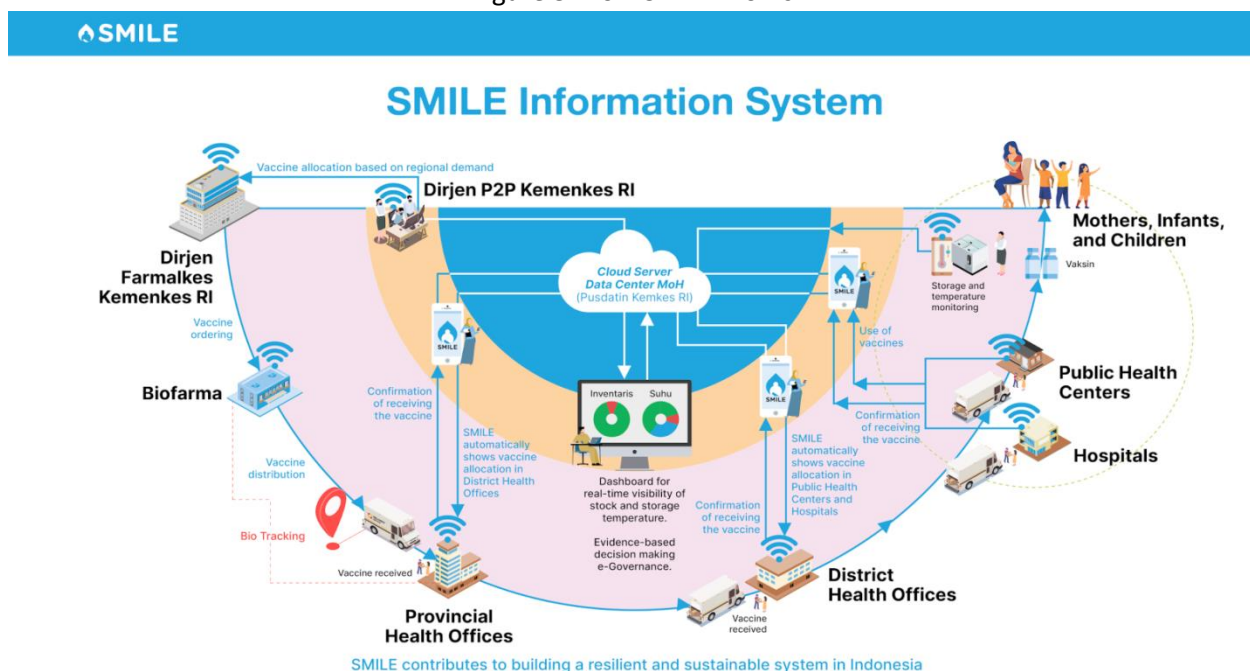 SMILE
SMILE Information System
Vaccine allocation based on regional demand
Dirjen P2P Kemenkes RI
Dirjen
Farmalkes
Kemenkes RI
Mothers, Infants,
and Children
Cloud Server
Data Center MoH
(Pusdatin Kemkes RI)
Vaksin
Storage and
temperature
monitoring
SMILE
SMILE
SMILE
Vaccine
ordering
Use of
vaccines
Biofarma
Public Health
Centers
Inventaris
Suhu
Confirmation
of receiving
the vaccine
Confirmation
of receiving
the vaccine
SMILE
automatically
shows vaccine
allocation in
District Health
Offices
SMILE
automatically
shows vaccine
allocation in
Public Health
Centers and
Hospitals
Hospitals
Vaccine
distribution
Dashboard for
real-time visibility of
stock and storage
temperature.
Evidence-based
decision making
e-Governance.
Confirmation
of receiving
the vaccine
Bio Tracking
Vaccine received
Provincial
Health Offices
District
Health Offices
Vaccine
received
SMILE contributes to building a resilient and sustainable system in Indonesia